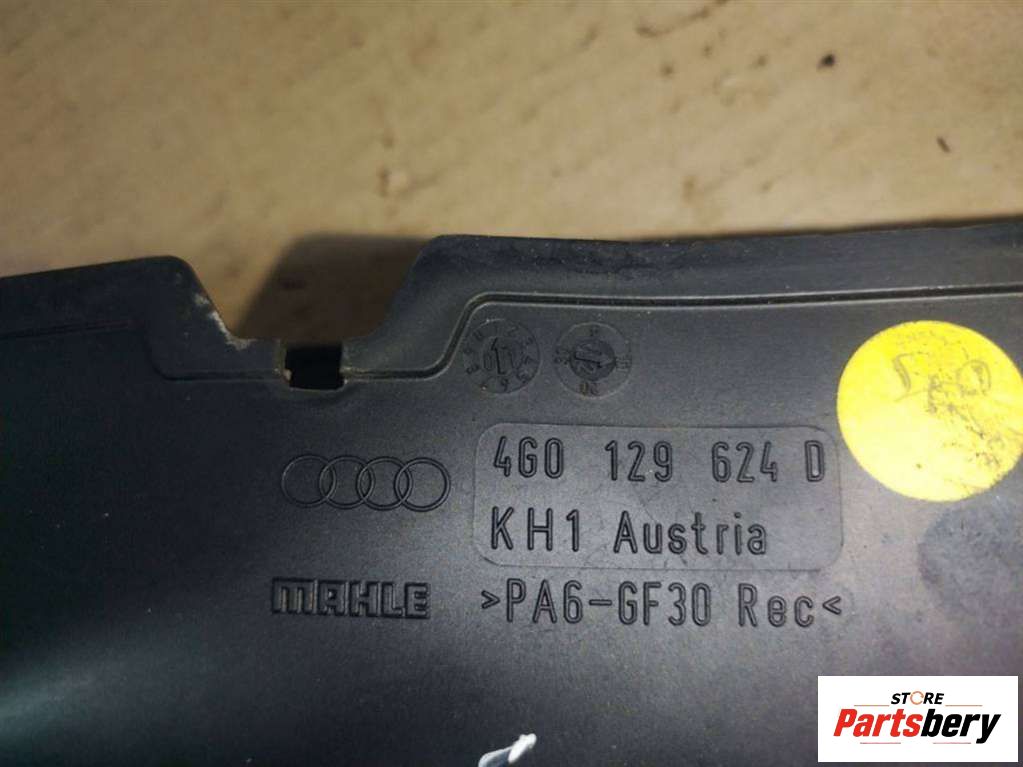 4G0 129 624 D
KH1 Austria
MAHLE >PA6-GF30 Rec<
STORE
Partsbery